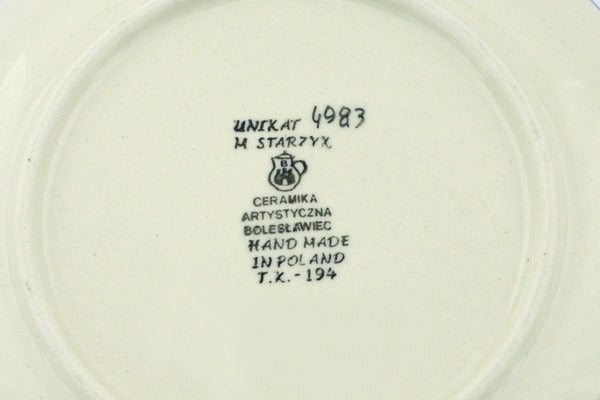 UNIKAT 4983
M STARZYK
B
CERAMIKA
ARTYSTYCZNA
BOLESŁAWIEC
HAND MADE
IN POLAND
T.K.-194